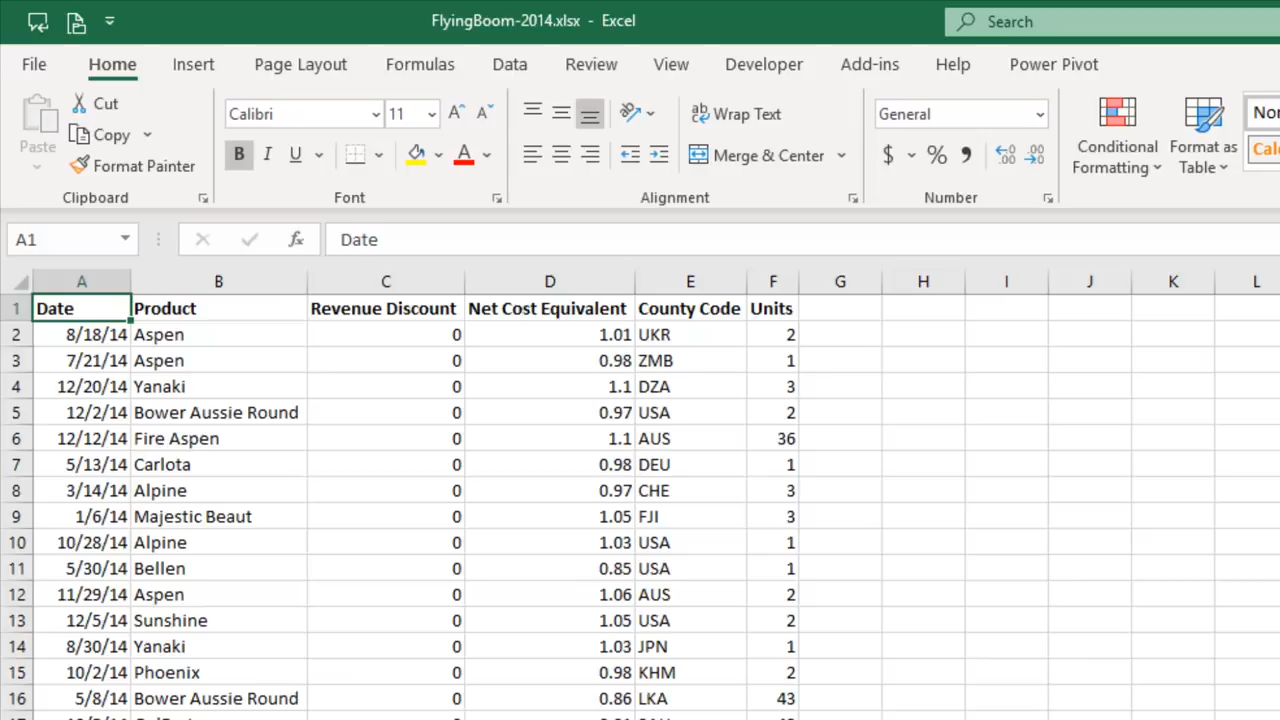 FlyingBoom-2014.xlsx - Excel
Search
File Home Insert Page Layout Formulas Data Review View Developer Add-ins Help Power Pivot
Paste
Cut
Copy
Format Painter
Clipboard
Calibri 11
B I U
Font
Wrap Text
Merge & Center
Alignment
General
$ % ,
Number
Conditional Formatting
Format as Table
A1
fx Date
A B C D E F G H I J K L
1 Date Product Revenue Discount Net Cost Equivalent County Code Units
2 8/18/14 Aspen 0 1.01 UKR 2
3 7/21/14 Aspen 0 0.98 ZMB 1
4 12/20/14 Yanaki 0 1.1 DZA 3
5 12/2/14 Bower Aussie Round 0 0.97 USA 2
6 12/12/14 Fire Aspen 0 1.1 AUS 36
7 5/13/14 Carlota 0 0.98 DEU 1
8 3/14/14 Alpine 0 0.97 CHE 3
9 1/6/14 Majestic Beaut 0 1.05 FJI 3
10 10/28/14 Alpine 0 1.03 USA 1
11 5/30/14 Bellen 0 0.85 USA 1
12 11/29/14 Aspen 0 1.06 AUS 2
13 12/5/14 Sunshine 0 1.05 USA 2
14 8/30/14 Yanaki 0 1.03 JPN 1
15 10/2/14 Phoenix 0 0.98 KHM 2
16 5/8/14 Bower Aussie Round 0 0.86 LKA 43